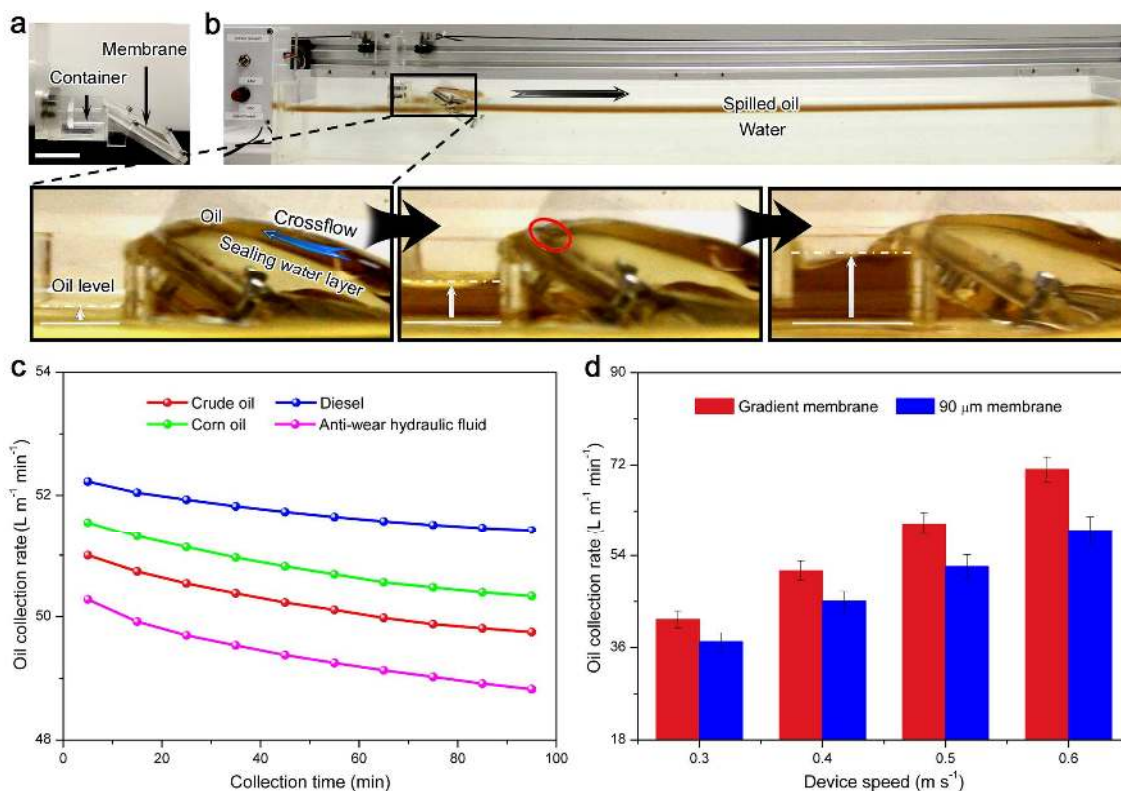 a
Membrane
Container
b
Spilled oil
Water
Oil
Crossflow
Sealing water layer
Oil level
c
54
52
50
48
0
20
40
60
80
100
Oil collection rate (L m⁻¹ min⁻¹)
Collection time (min)
Crude oil
Diesel
Corn oil
Anti-wear hydraulic fluid
d
90
72
54
36
18
0.3
0.4
0.5
0.6
Oil collection rate (L m⁻¹ min⁻¹)
Device speed (m s⁻¹)
Gradient membrane
90 μm membrane